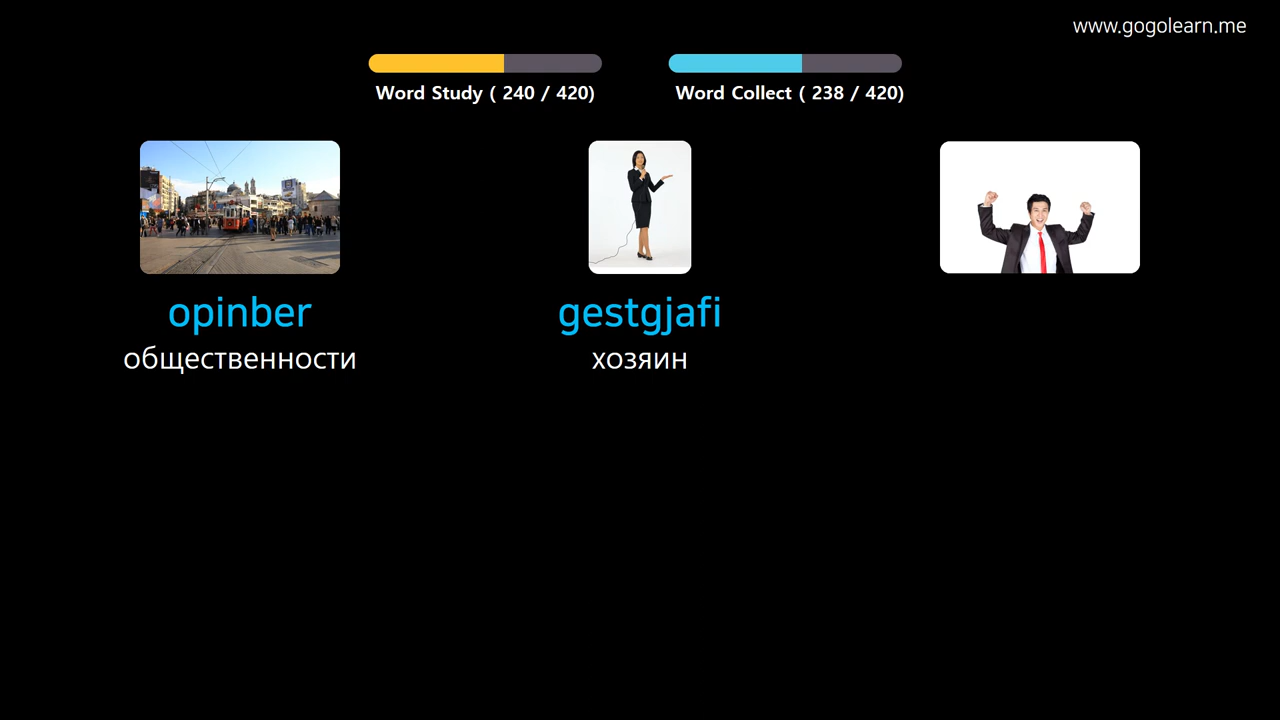 www.gogolearn.me
Word Study ( 240 / 420)
Word Collect ( 238 / 420)
opinber
общественности
gestgjafi
хозяин